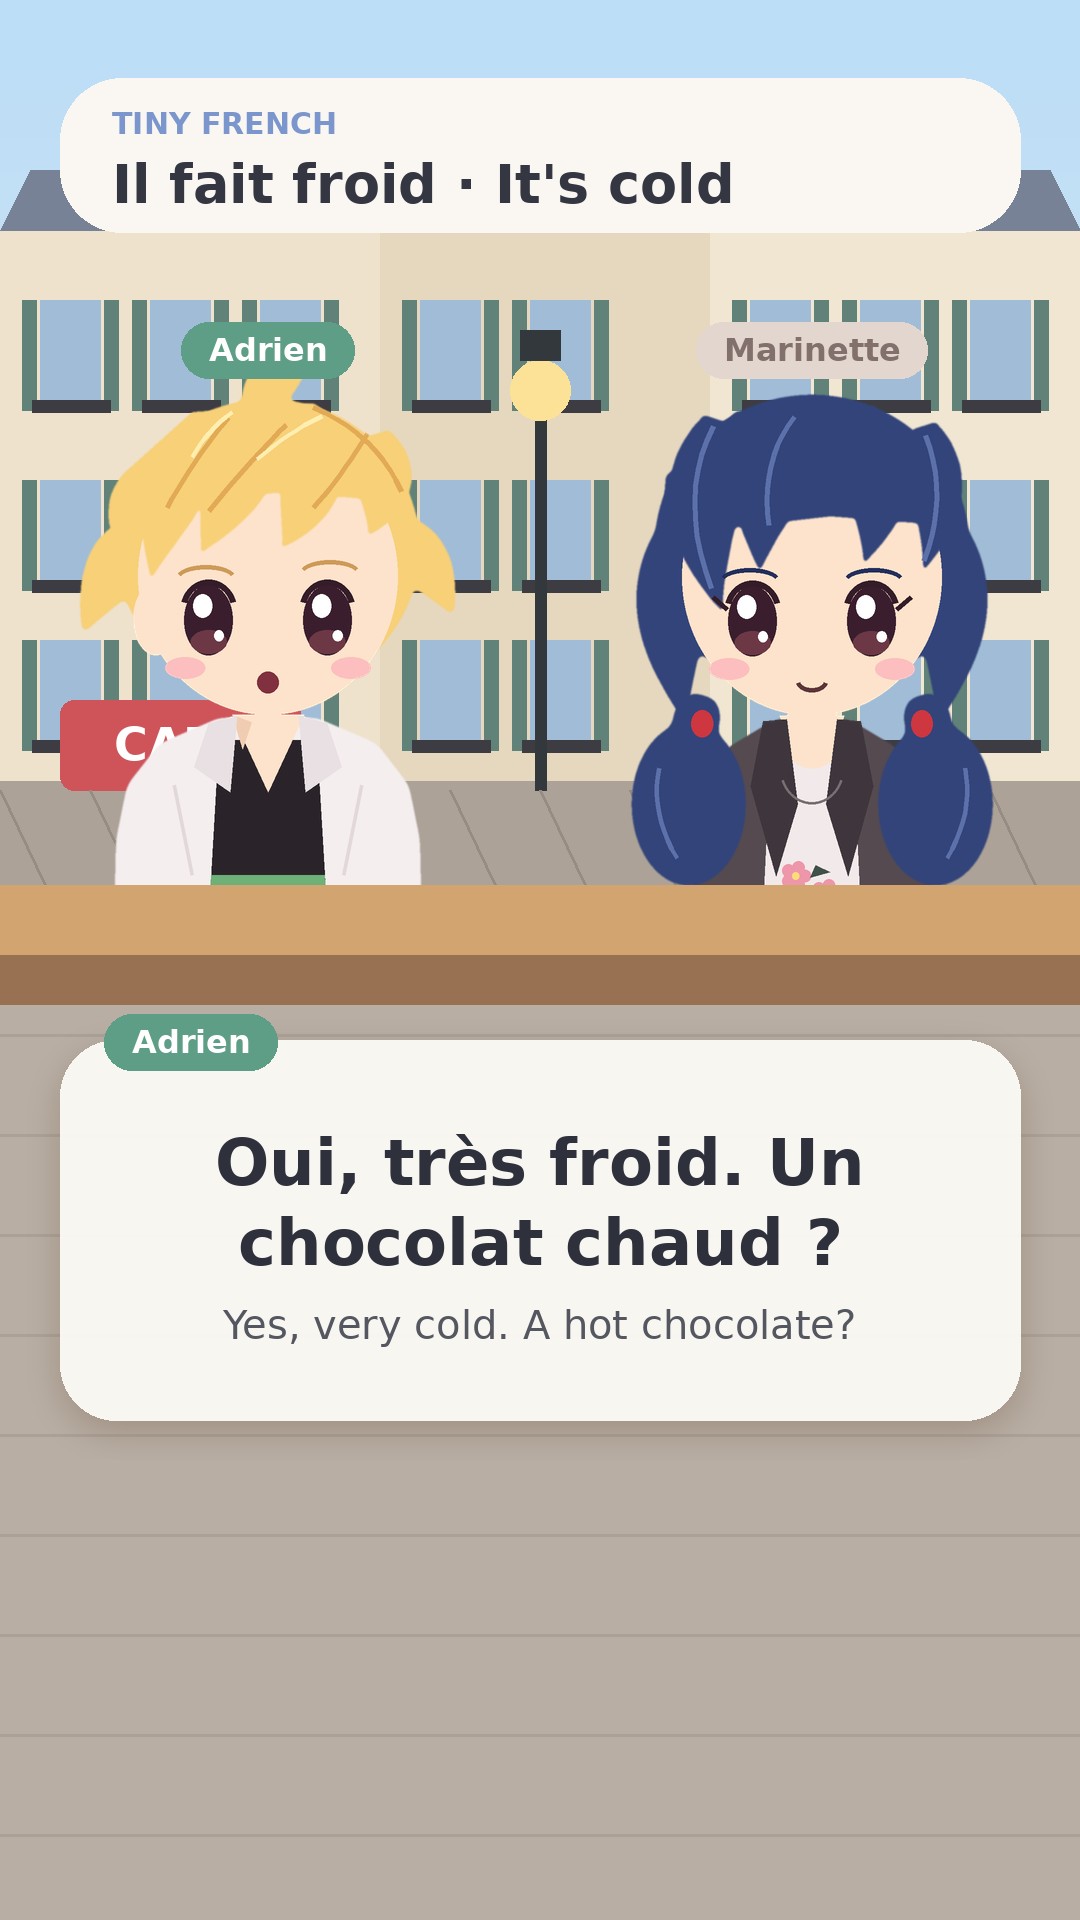 TINY FRENCH
Il fait froid · It's cold
Adrien
Marinette
Adrien
Oui, très froid. Un
chocolat chaud ?
Yes, very cold. A hot chocolate?